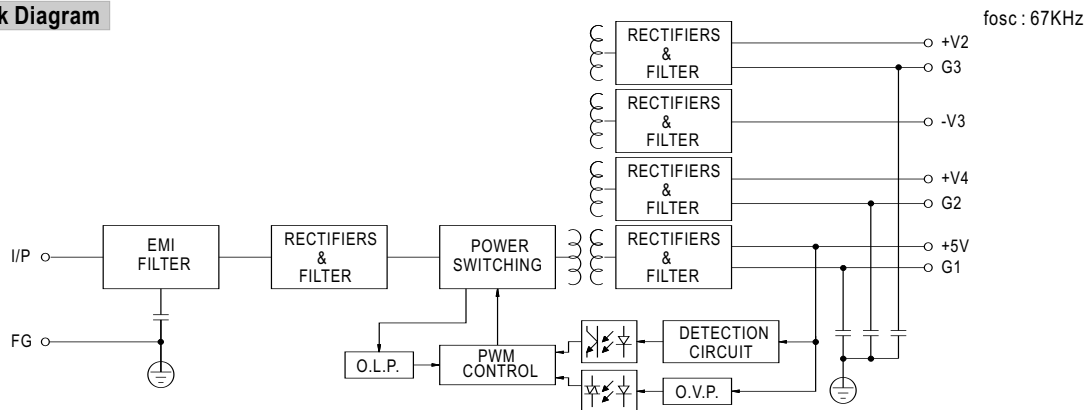 k Diagram
fosc : 67KHz
RECTIFIERS
&
FILTER
+V2
G3
RECTIFIERS
&
FILTER
-V3
RECTIFIERS
&
FILTER
+V4
G2
I/P
EMI
FILTER
RECTIFIERS
&
FILTER
POWER
SWITCHING
RECTIFIERS
&
FILTER
+5V
G1
FG
O.L.P.
PWM
CONTROL
DETECTION
CIRCUIT
O.V.P.